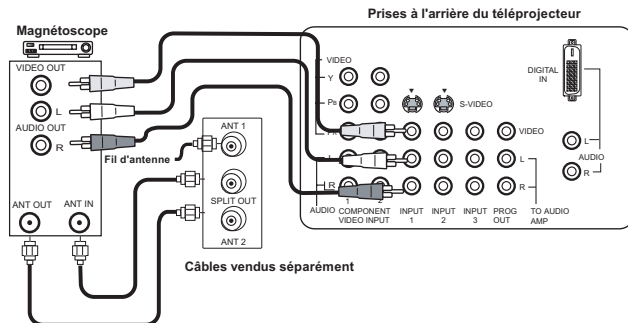 Prises à l'arrière du téléprojecteur
Magnétoscope
VIDEO OUT
L
AUDIO OUT
R
ANT OUT
ANT IN
Fil d'antenne
ANT 1
SPLIT OUT
ANT 2
Câbles vendus séparément
VIDEO
Y
PB
PR
L
R
AUDIO
1
2
COMPONENT
VIDEO INPUT
INPUT
1
INPUT
2
INPUT
3
PROG
OUT
S-VIDEO
VIDEO
L
R
TO AUDIO
AMP
DIGITAL
IN
L
AUDIO
R